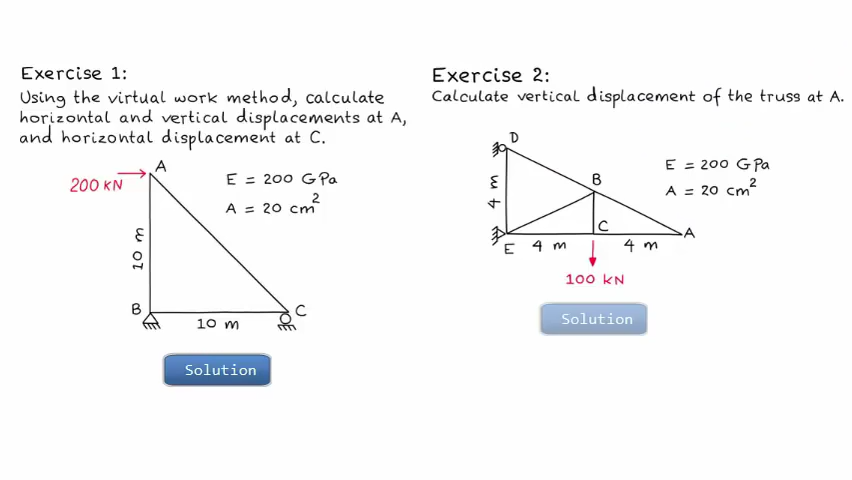 Exercise 1:
Using the virtual work method, calculate
horizontal and vertical displacements at A,
and horizontal displacement at C.
A
200 kN
E = 200 GPa
A = 20 cm²
10 m
B
C
10 m
Solution
Exercise 2:
Calculate vertical displacement of the truss at A.
D
E = 200 GPa
A = 20 cm²
4 m
B
C
A
E
4 m
4 m
100 kN
Solution